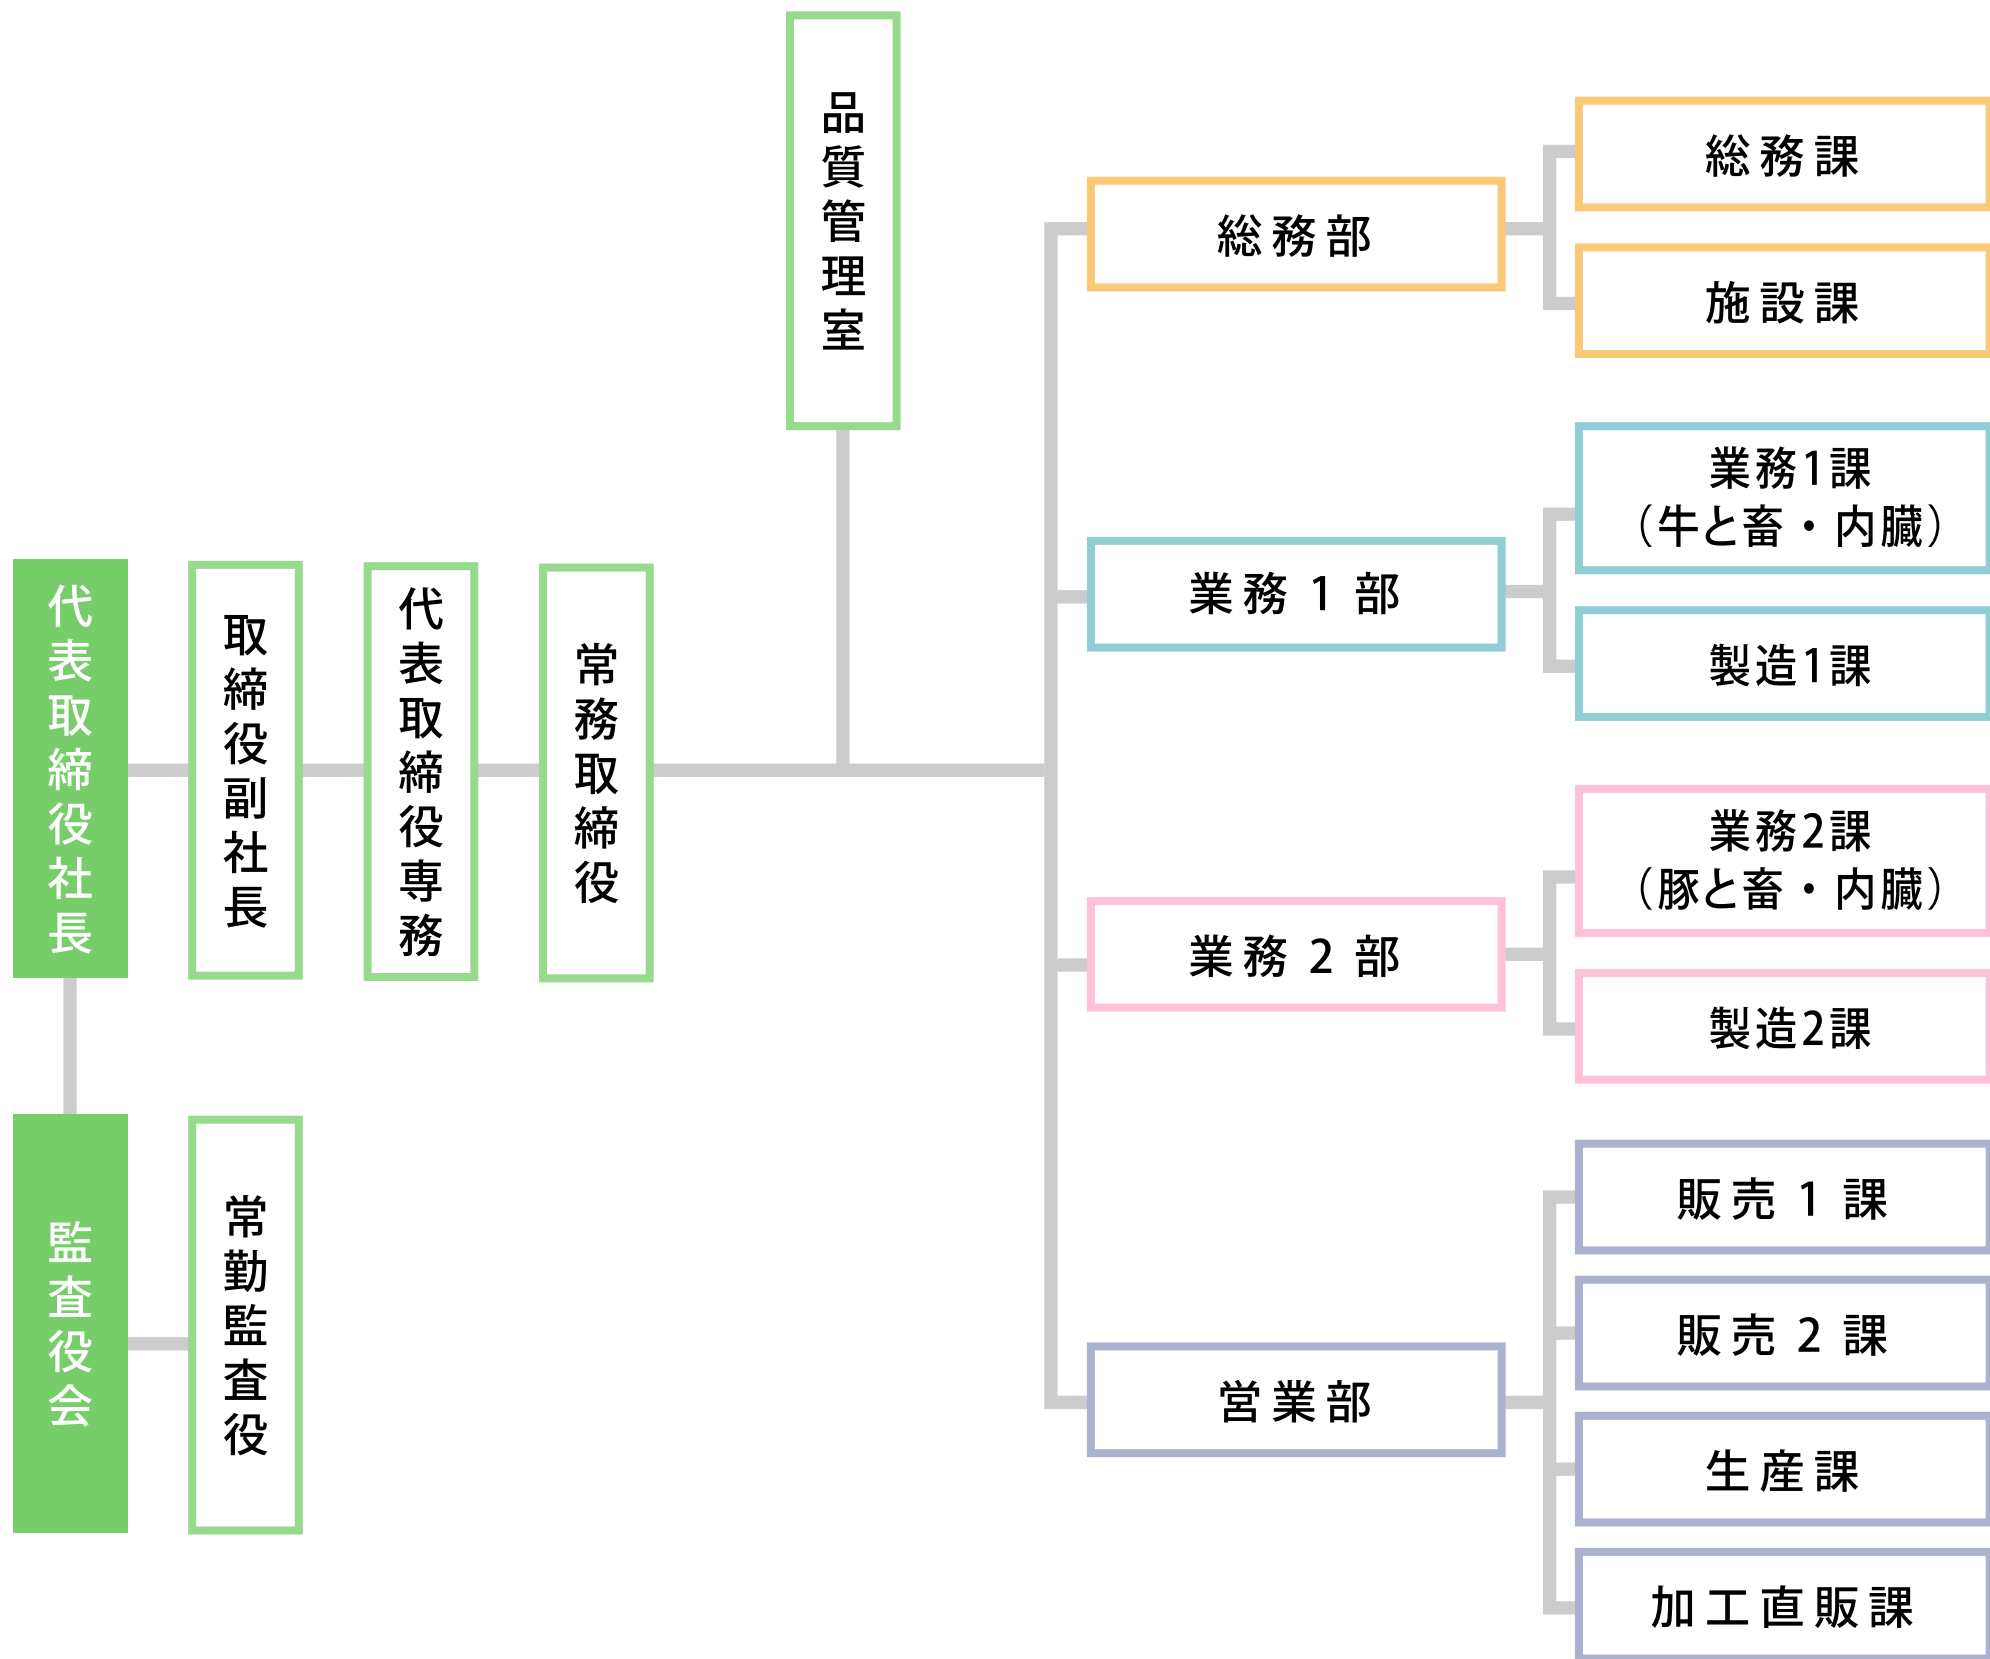 代表取締役社長
取締役副社長
代表取締役専務
常務取締役
品質管理室
監査役会
常勤監査役
総務部
総務課
施設課
業務 1 部
業務1課
（牛と畜・内臓）
製造1課
業務 2 部
業務2課
（豚と畜・内臓）
製造2課
営業部
販売 1 課
販売 2 課
生産課
加工直販課